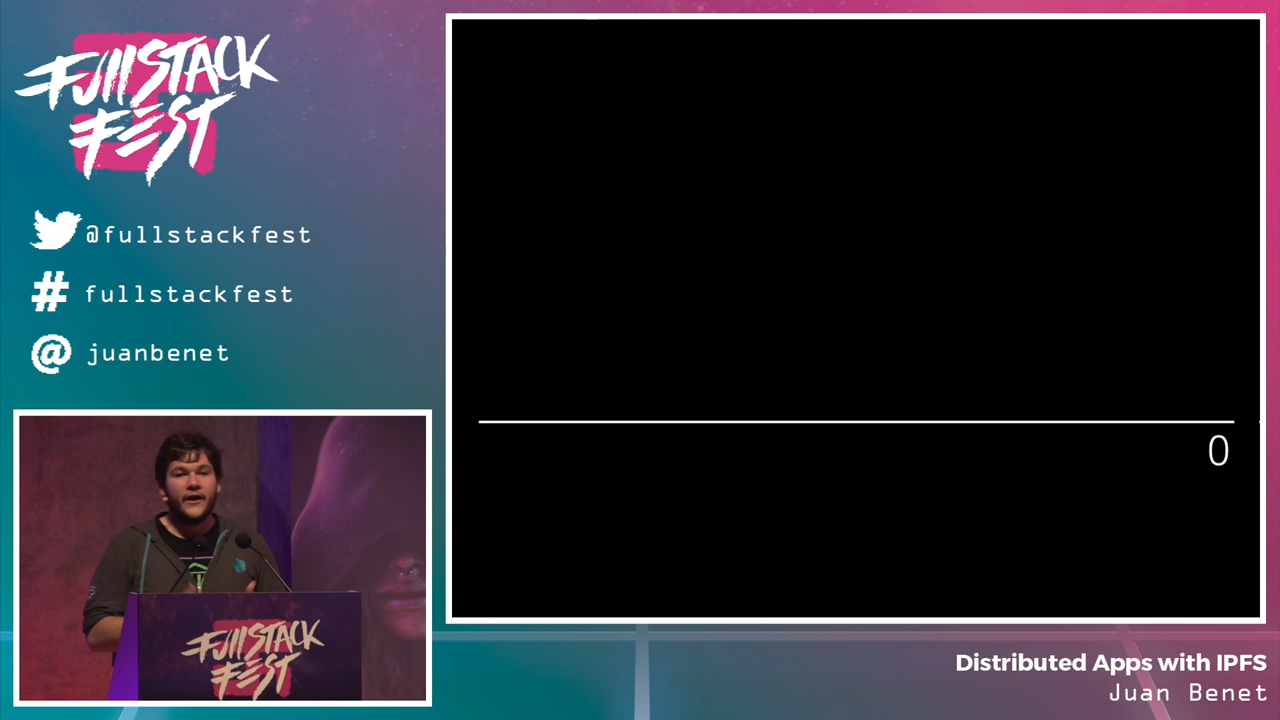 FullSTACK
FEST
@fullstackfest
# fullstackfest
@ juanbenet
0
FullSTACK
FEST
Distributed Apps with IPFS
Juan Benet